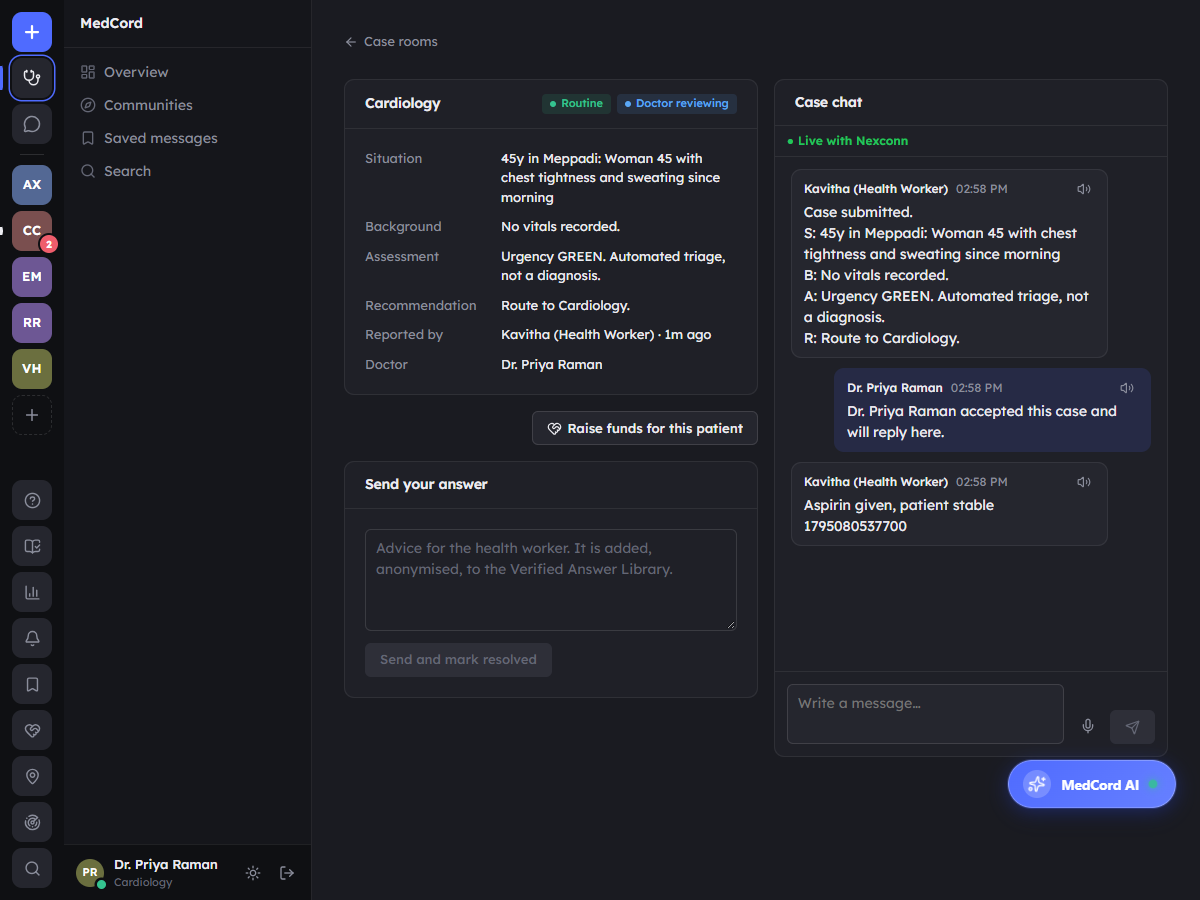 MedCord
Overview
Communities
Saved messages
Search
AX
CC
2
EM
RR
VH
PR
Dr. Priya Raman
Cardiology
Case rooms
Cardiology
Routine
Doctor reviewing
Situation
45y in Meppadi: Woman 45 with
chest tightness and sweating since
morning
Background
No vitals recorded.
Assessment
Urgency GREEN. Automated triage,
not a diagnosis.
Recommendation
Route to Cardiology.
Reported by
Kavitha (Health Worker) · 1m ago
Doctor
Dr. Priya Raman
Raise funds for this patient
Send your answer
Advice for the health worker. It is added,
anonymised, to the Verified Answer Library.
Send and mark resolved
Case chat
Live with Nexconn
Kavitha (Health Worker) 02:58 PM
Case submitted.
S: 45y in Meppadi: Woman 45 with chest
tightness and sweating since morning
B: No vitals recorded.
A: Urgency GREEN. Automated triage, not
a diagnosis.
R: Route to Cardiology.
Dr. Priya Raman 02:58 PM
Dr. Priya Raman accepted this case and
will reply here.
Kavitha (Health Worker) 02:58 PM
Aspirin given, patient stable
1795080537700
Write a message…
MedCord AI